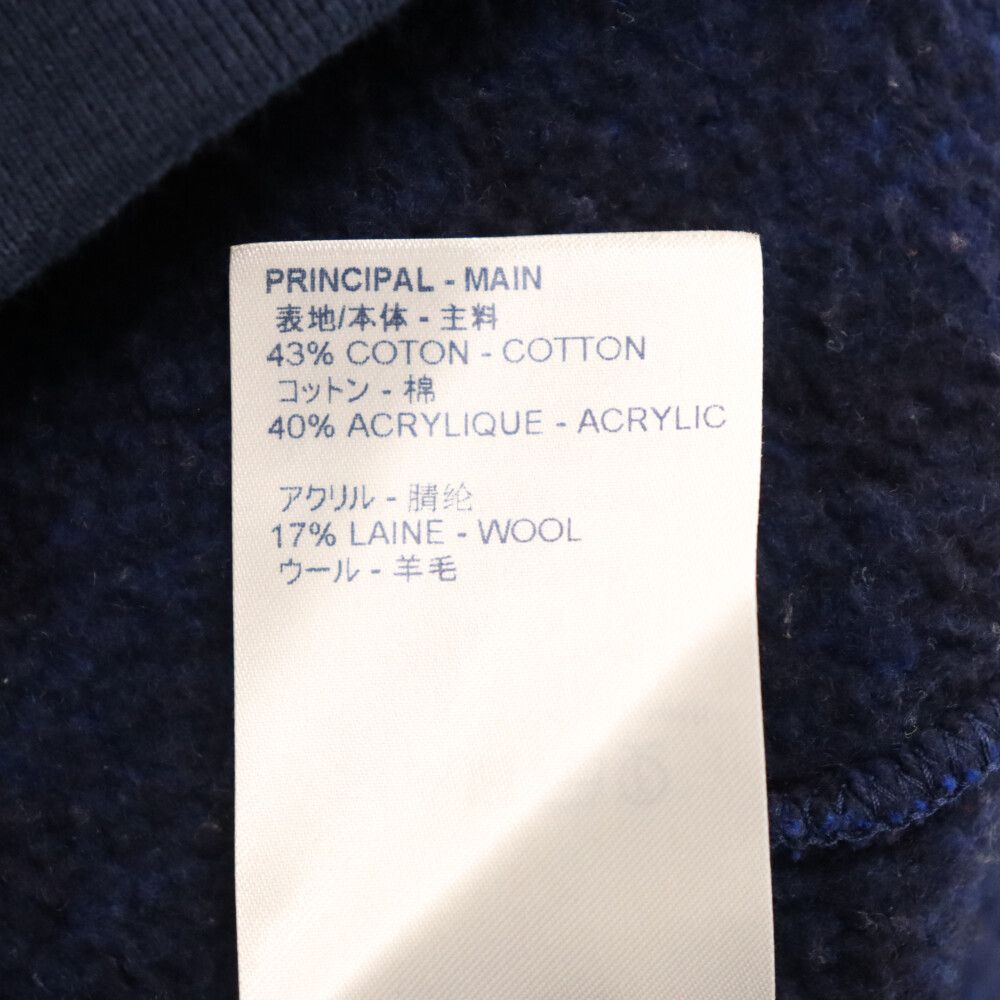 PRINCIPAL - MAIN
表地/本体 - 主料
43% COTON - COTTON
コットン - 棉
40% ACRYLIQUE - ACRYLIC
アクリル - 腈纶
17% LAINE - WOOL
ウール - 羊毛